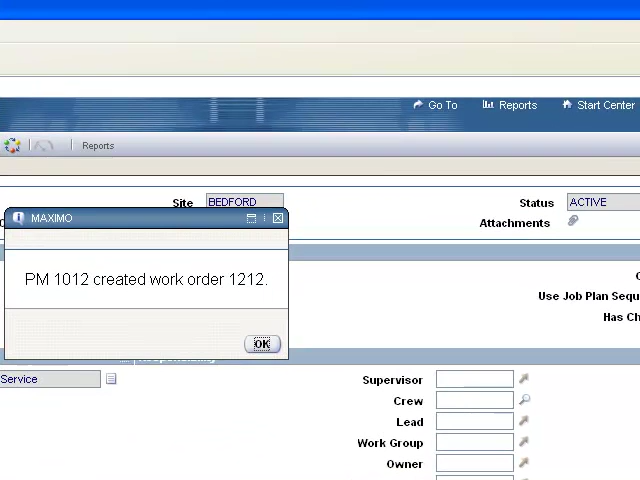 Go To Reports Start Center
Reports
Site BEDFORD Status ACTIVE
Attachments
MAXIMO
PM 1012 created work order 1212.
Use Job Plan Sequ
Has Ch
OK
Service
Supervisor
Crew
Lead
Work Group
Owner